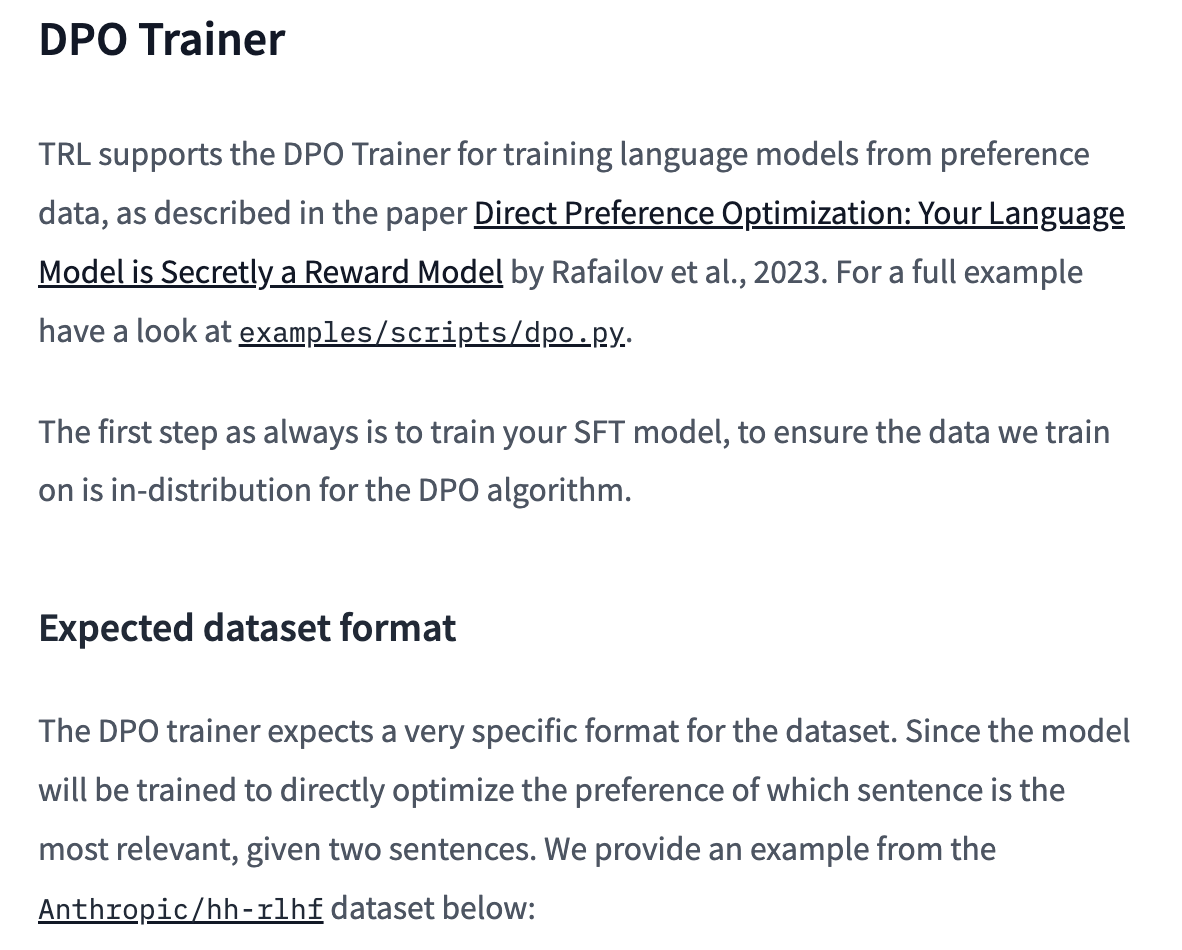 DPO Trainer
TRL supports the DPO Trainer for training language models from preference
data, as described in the paper Direct Preference Optimization: Your Language
Model is Secretly a Reward Model by Rafailov et al., 2023. For a full example
have a look at examples/scripts/dpo.py.
The first step as always is to train your SFT model, to ensure the data we train
on is in-distribution for the DPO algorithm.
Expected dataset format
The DPO trainer expects a very specific format for the dataset. Since the model
will be trained to directly optimize the preference of which sentence is the
most relevant, given two sentences. We provide an example from the
Anthropic/hh-rlhf dataset below: